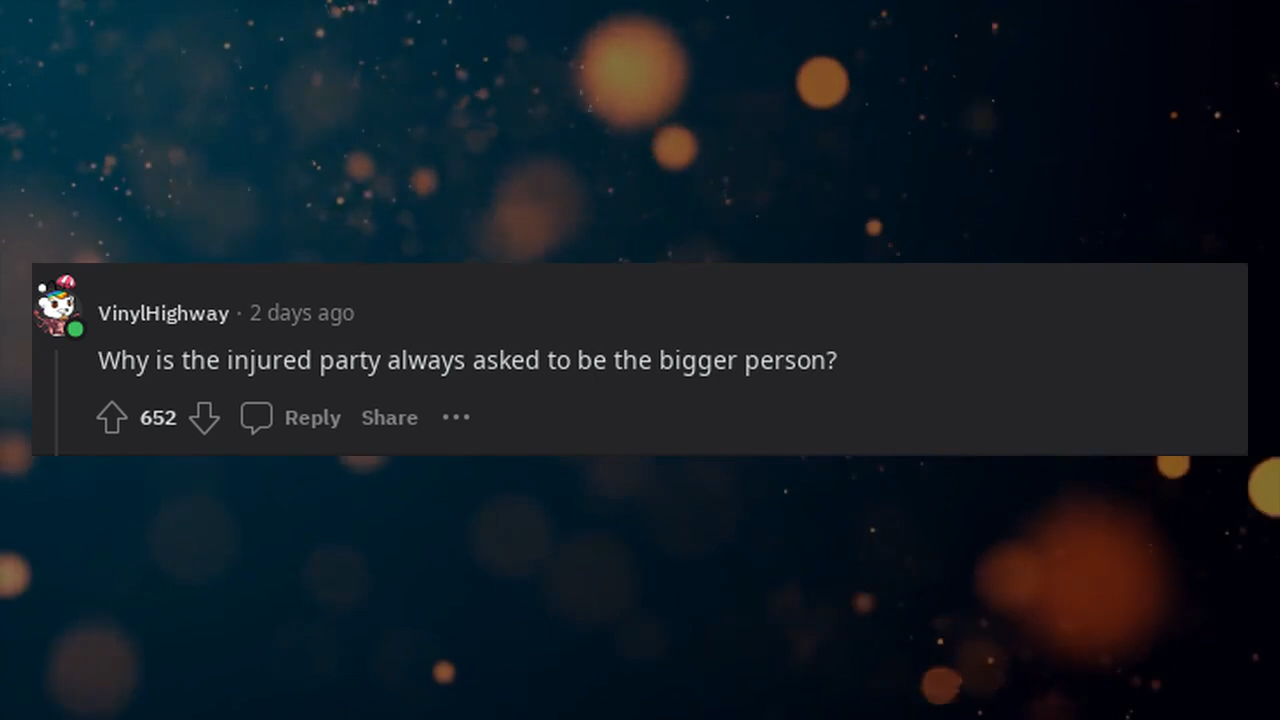 VinylHighway · 2 days ago
Why is the injured party always asked to be the bigger person?
652 Reply Share ···